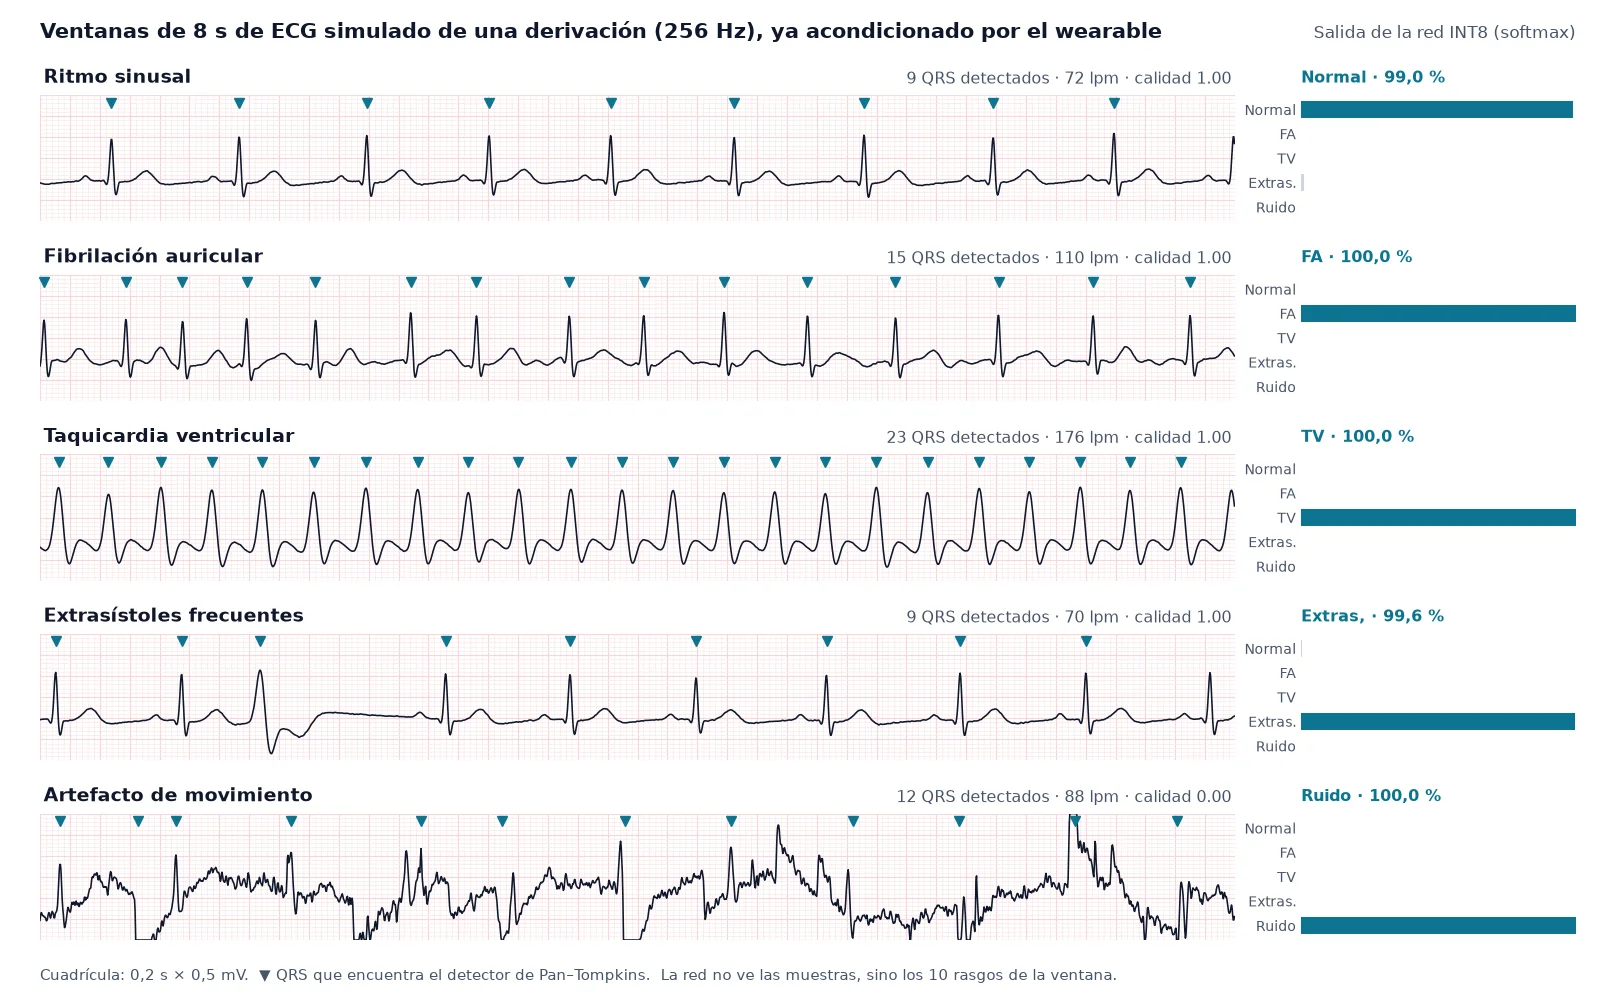 Ventanas de 8 s de ECG simulado de una derivación (256 Hz), ya acondicionado por el wearable
Salida de la red INT8 (softmax)
Ritmo sinusal
9 QRS detectados · 72 lpm · calidad 1.00
Normal · 99,0 %
Normal
FA
TV
Extras.
Ruido
Fibrilación auricular
15 QRS detectados · 110 lpm · calidad 1.00
FA · 100,0 %
Normal
FA
TV
Extras.
Ruido
Taquicardia ventricular
23 QRS detectados · 176 lpm · calidad 1.00
TV · 100,0 %
Normal
FA
TV
Extras.
Ruido
Extrasístoles frecuentes
9 QRS detectados · 70 lpm · calidad 1.00
Extras, · 99,6 %
Normal
FA
TV
Extras.
Ruido
Artefacto de movimiento
12 QRS detectados · 88 lpm · calidad 0.00
Ruido · 100,0 %
Normal
FA
TV
Extras.
Ruido
Cuadrícula: 0,2 s × 0,5 mV. ▼ QRS que encuentra el detector de Pan–Tompkins. La red no ve las muestras, sino los 10 rasgos de la ventana.